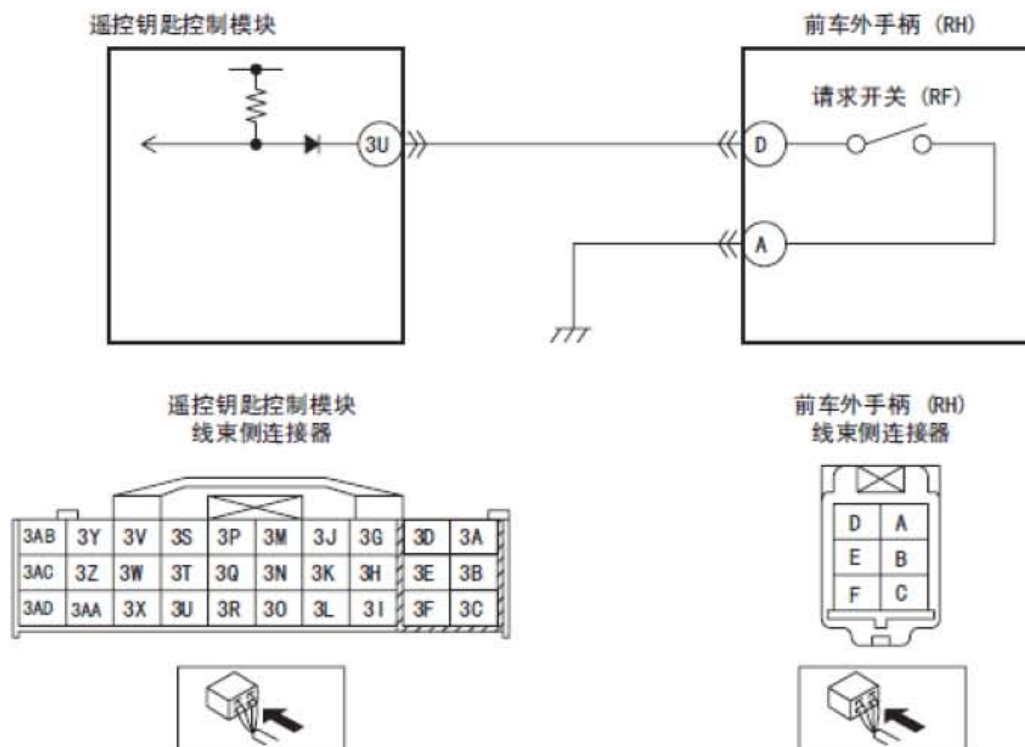 遥控钥匙控制模块
前车外手柄 (RH)
请求开关 (RF)
3U
D
A
遥控钥匙控制模块
线束侧连接器
前车外手柄 (RH)
线束侧连接器
3AB 3Y 3V 3S 3P 3M 3J 3G 3D 3A
3AC 3Z 3W 3T 3Q 3N 3K 3H 3E 3B
3AD 3AA 3X 3U 3R 3O 3L 3I 3F 3C
D A
E B
F C